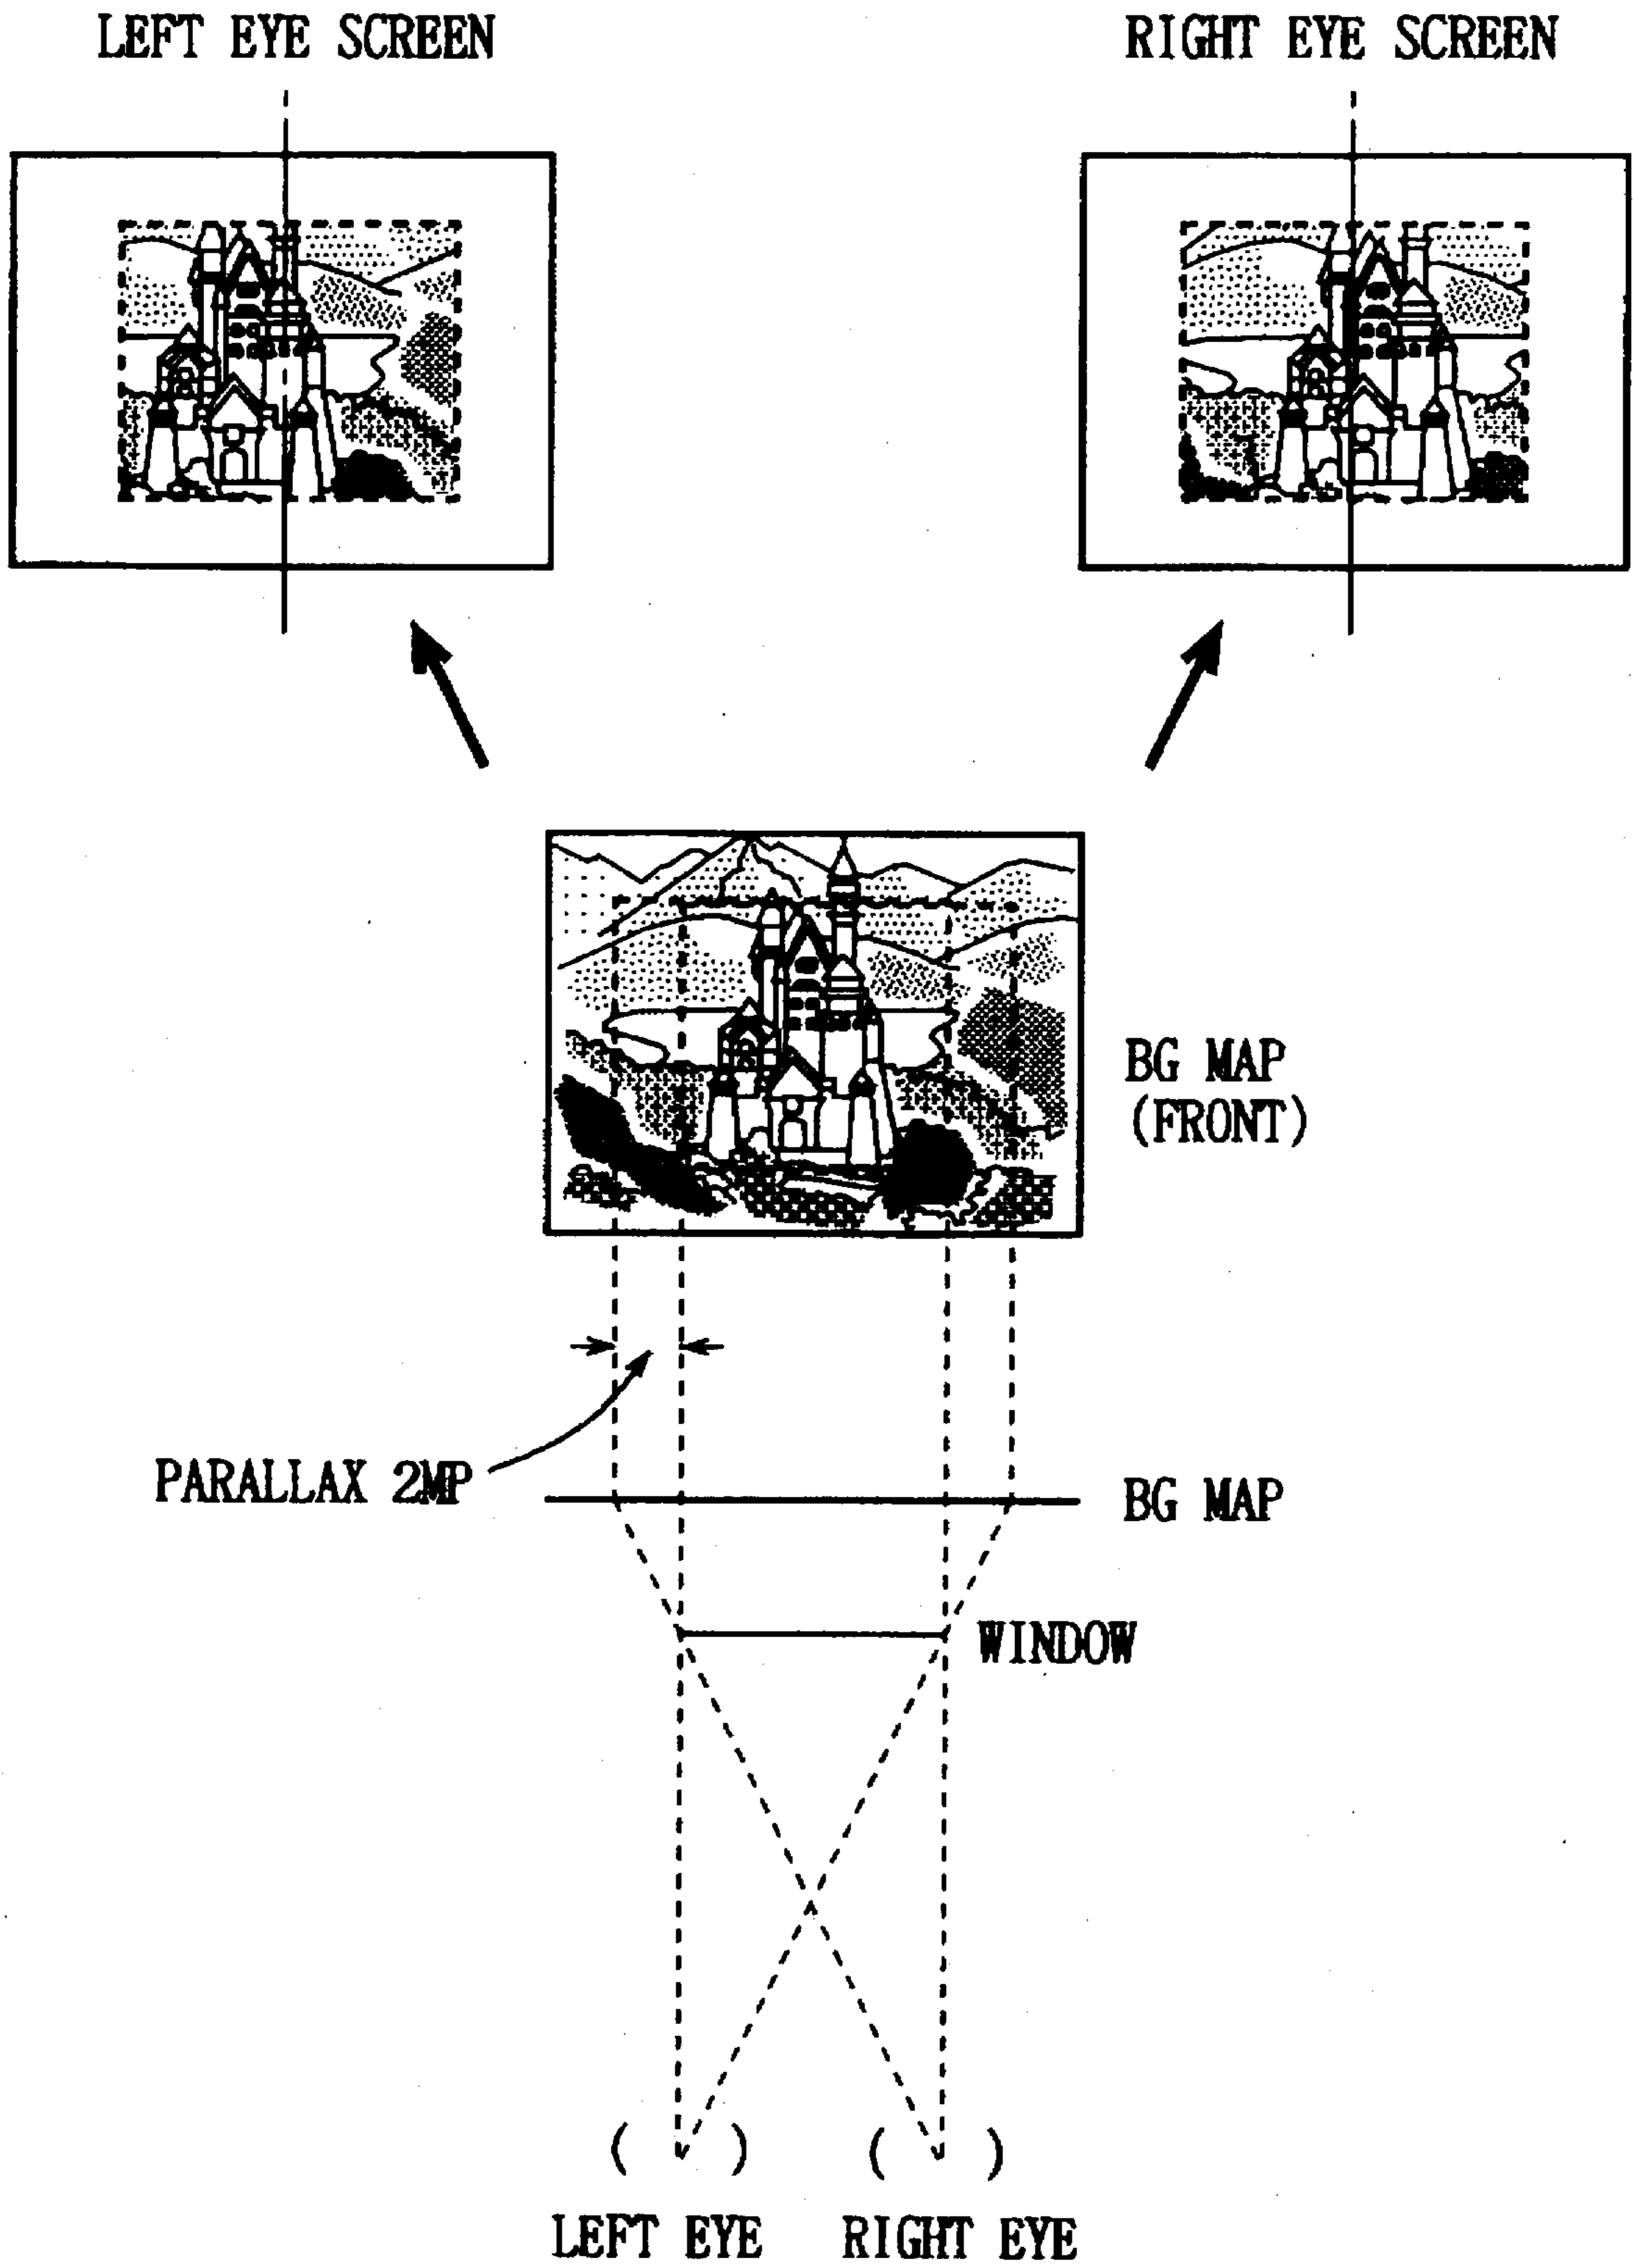 LEFT EYE SCREEN
RIGHT EYE SCREEN
BG MAP
(FRONT)
PARALLAX 2MP
BG MAP
WINDOW
( ) ( )
LEFT EYE
RIGHT EYE